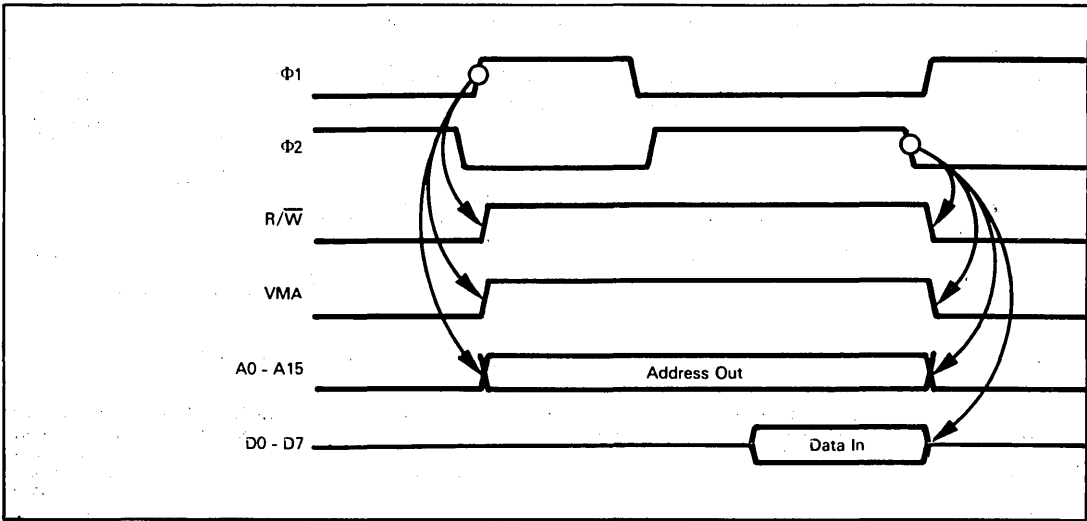 Φ1
Φ2
R/W̅
VMA
A0 - A15
Address Out
D0 - D7
Data In